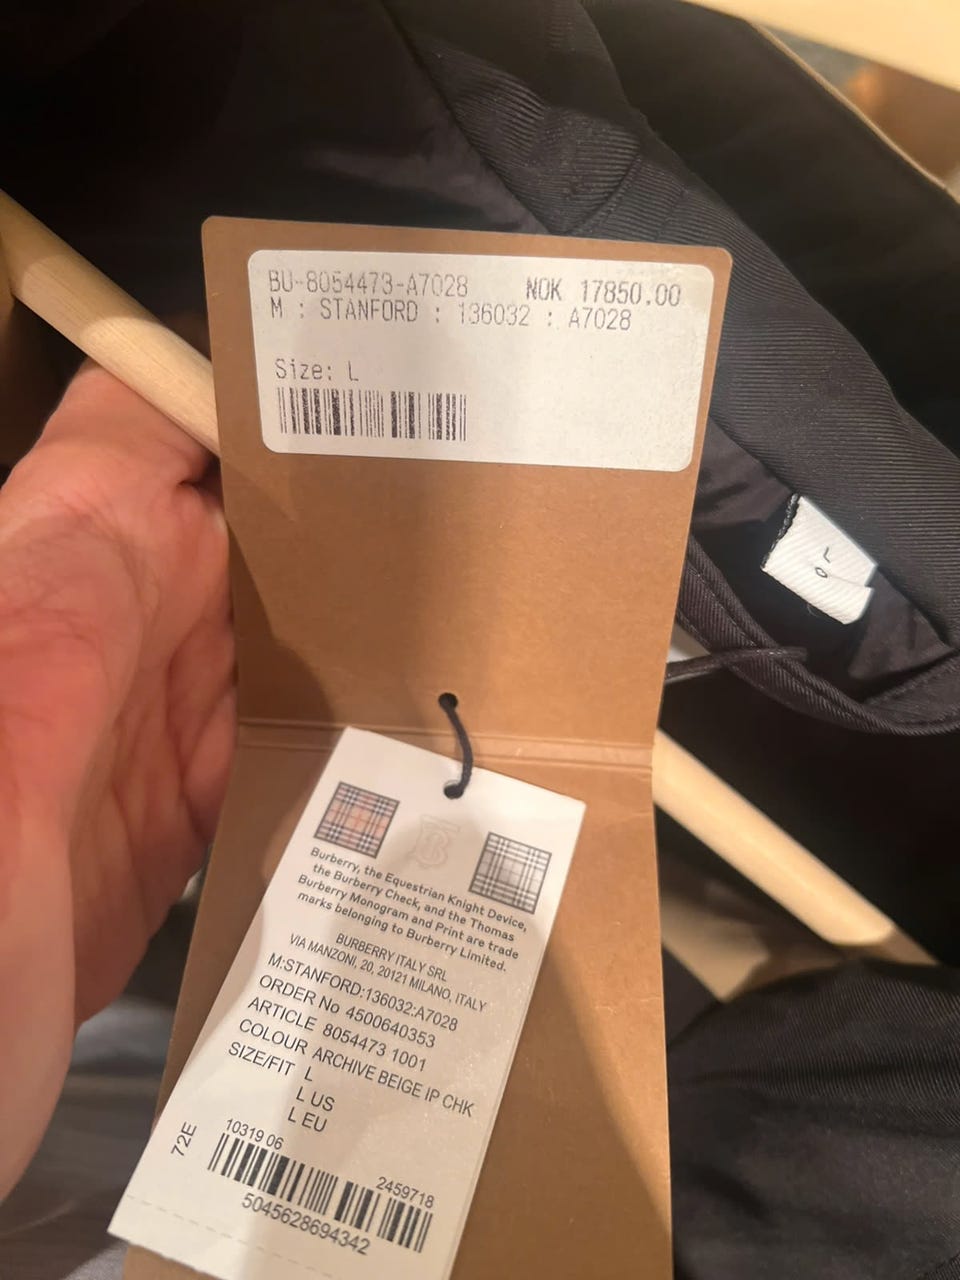 BU-8054473-A7028 NOK 17850.00
M : STANFORD : 136032 : A7028
Size: L
L
Burberry, the Equestrian Knight Device,
the Burberry Check, and the Thomas
Burberry Monogram and Print are trade
marks belonging to Burberry Limited.
BURBERRY ITALY SRL
VIA MANZONI, 20, 20121 MILANO, ITALY
M:STANFORD:136032:A7028
ORDER No 4500640353
ARTICLE 8054473 1001
COLOUR ARCHIVE BEIGE IP CHK
SIZE/FIT L
L US
L EU
72E
10319 06
2459718
5045628694342